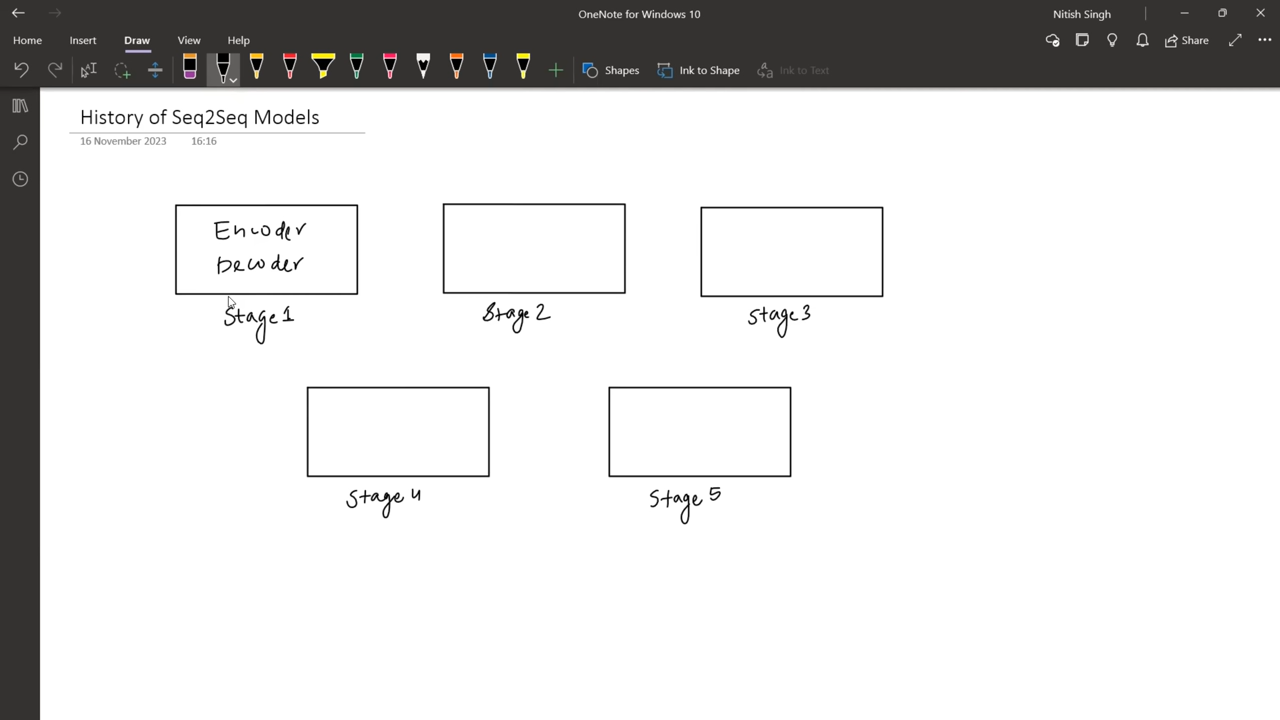 OneNote for Windows 10
Nitish Singh
Home Insert Draw View Help
Share
Shapes
Ink to Shape
Ink to Text
History of Seq2Seq Models
16 November 2023 16:16
Encoder
Decoder
Stage 1
Stage 2
Stage 3
Stage 4
Stage 5